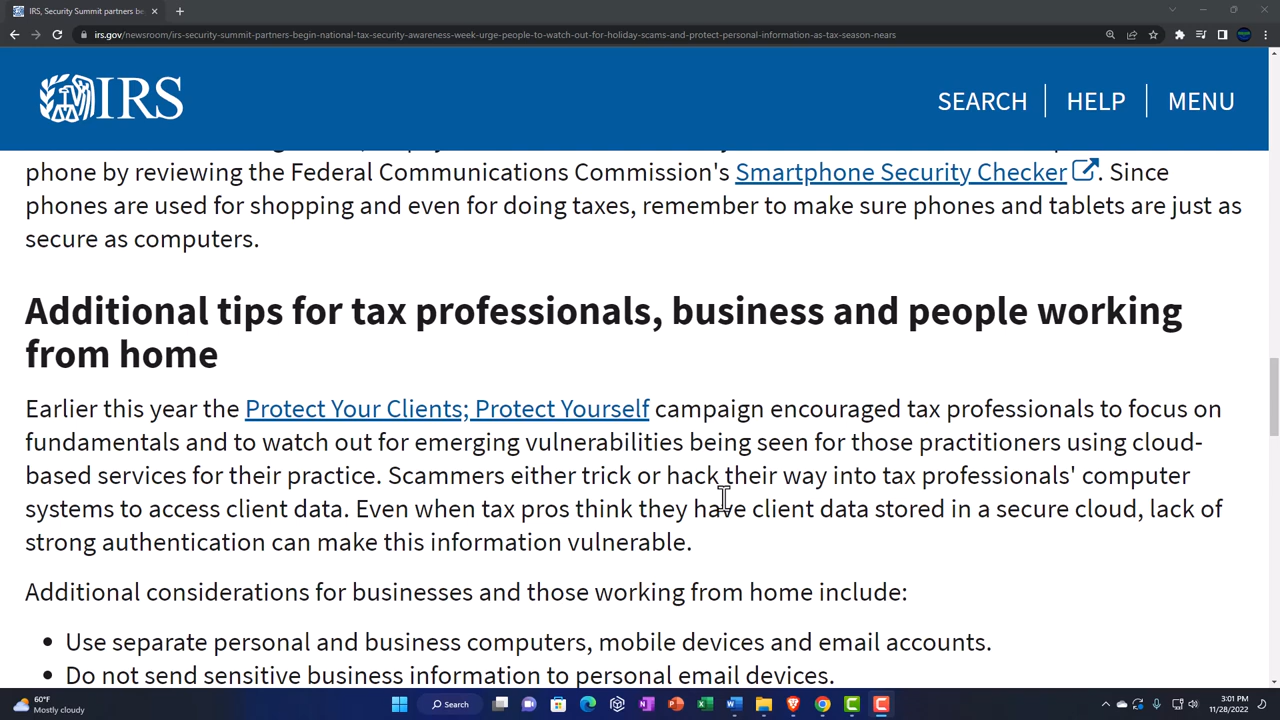 IRS, Security Summit partners be
irs.gov/newsroom/irs-security-summit-partners-begin-national-tax-security-awareness-week-urge-people-to-watch-out-for-holiday-scams-and-protect-personal-information-as-tax-season-nears
IRS
SEARCH
HELP
MENU
phone by reviewing the Federal Communications Commission's Smartphone Security Checker. Since
phones are used for shopping and even for doing taxes, remember to make sure phones and tablets are just as
secure as computers.
Additional tips for tax professionals, business and people working
from home
Earlier this year the Protect Your Clients; Protect Yourself campaign encouraged tax professionals to focus on
fundamentals and to watch out for emerging vulnerabilities being seen for those practitioners using cloud-
based services for their practice. Scammers either trick or hack their way into tax professionals' computer
systems to access client data. Even when tax pros think they have client data stored in a secure cloud, lack of
strong authentication can make this information vulnerable.
Additional considerations for businesses and those working from home include:
• Use separate personal and business computers, mobile devices and email accounts.
• Do not send sensitive business information to personal email devices.
60°F
Mostly cloudy
Search
3:01 PM
11/28/2022